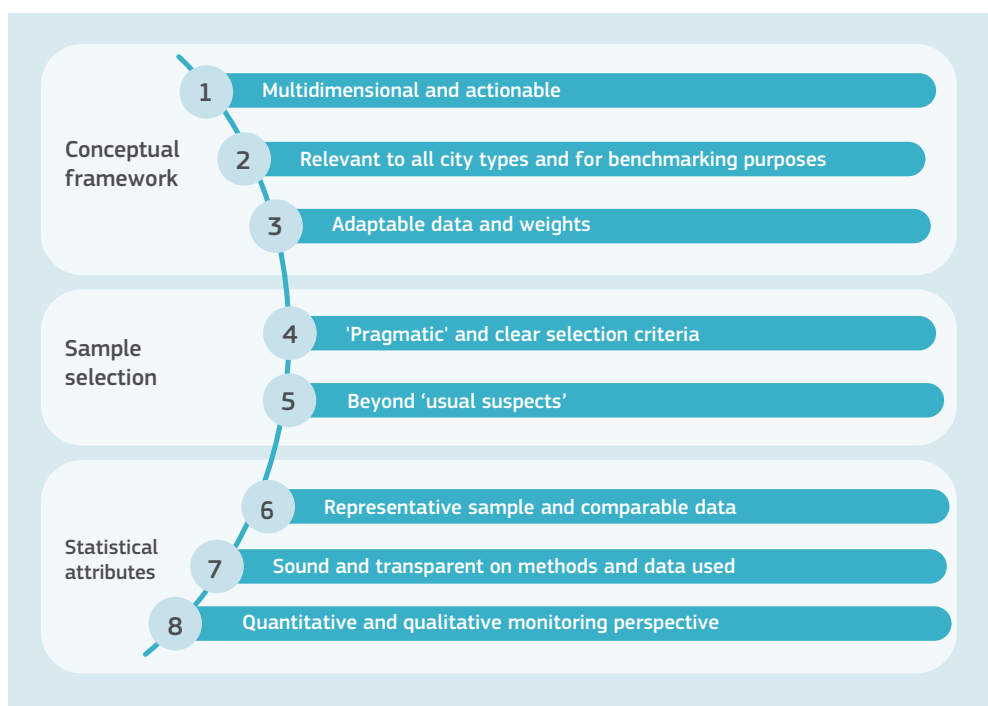 Conceptual
framework
1
Multidimensional and actionable
2
Relevant to all city types and for benchmarking purposes
3
Adaptable data and weights
Sample
selection
4
'Pragmatic' and clear selection criteria
5
Beyond ‘usual suspects’
Statistical
attributes
6
Representative sample and comparable data
7
Sound and transparent on methods and data used
8
Quantitative and qualitative monitoring perspective